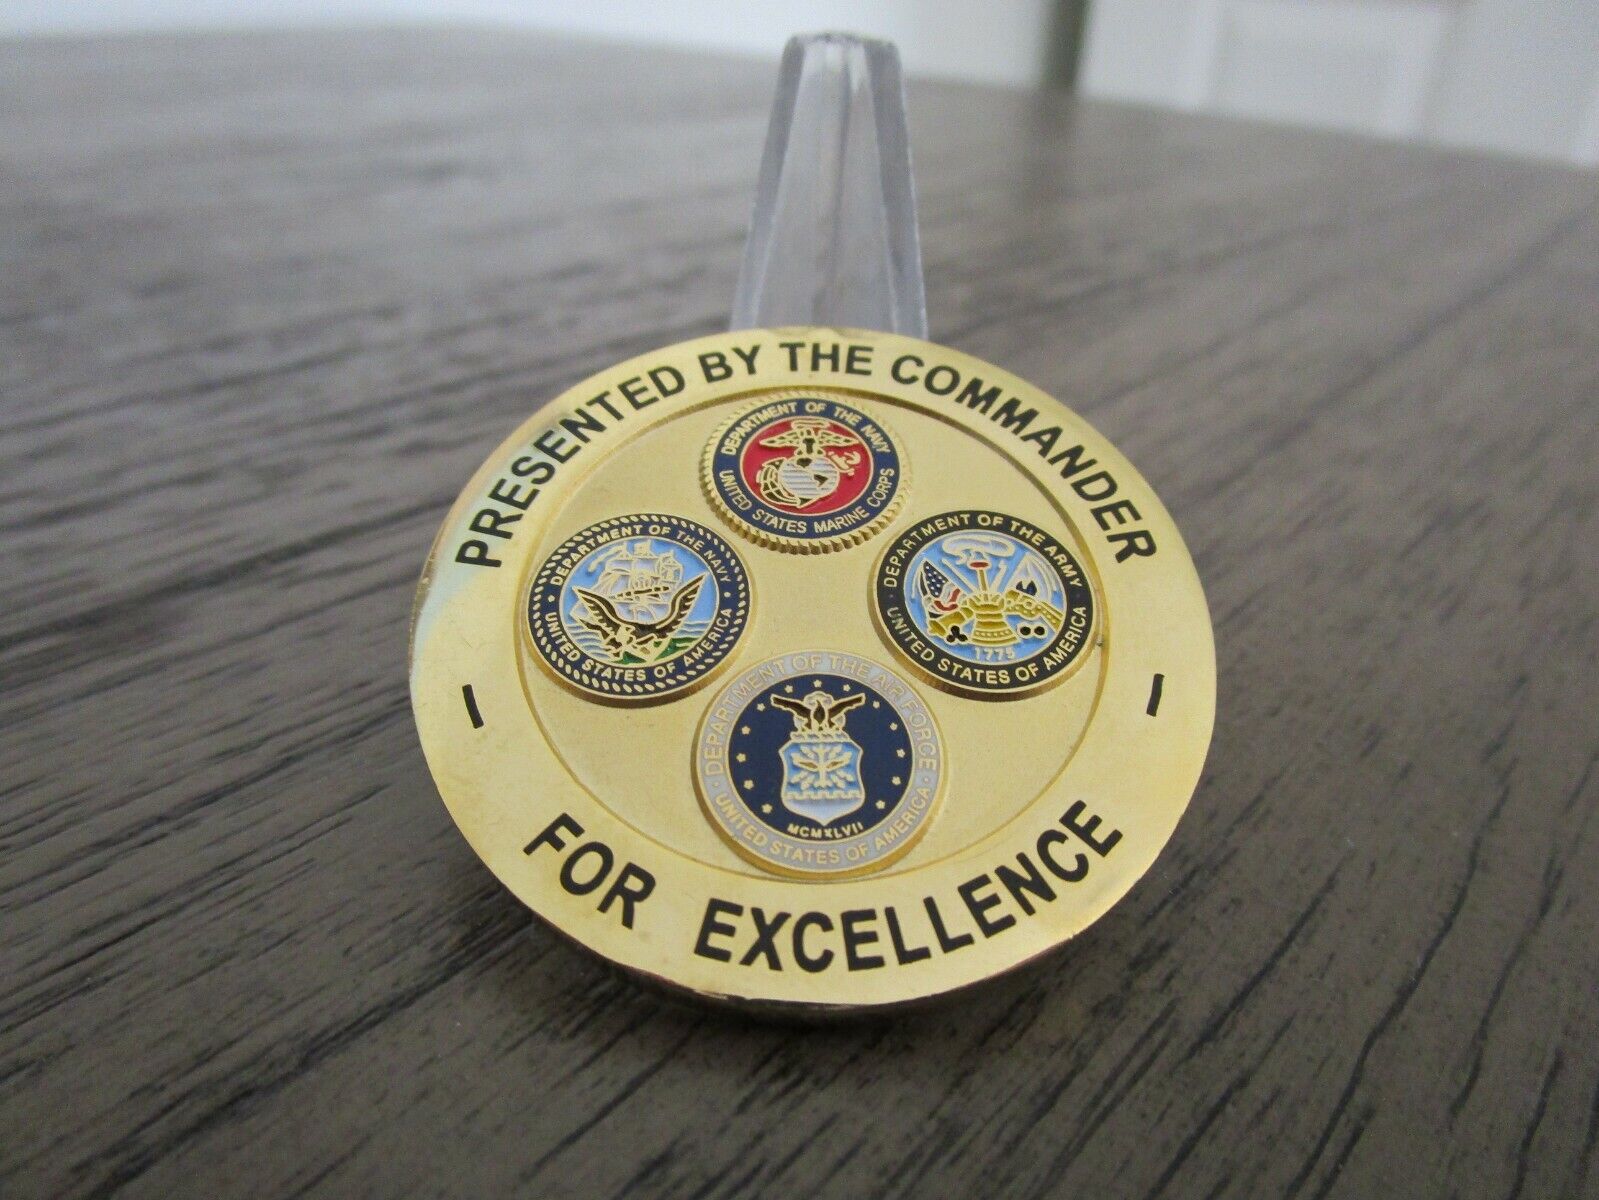 PRESENTED BY THE COMMANDER
DEPARTMENT OF THE NAVY
UNITED STATES MARINE CORPS
DEPARTMENT OF THE NAVY
UNITED STATES OF AMERICA
DEPARTMENT OF THE ARMY
1775
UNITED STATES OF AMERICA
DEPARTMENT OF THE AIR FORCE
MCMXLVII
UNITED STATES OF AMERICA
FOR EXCELLENCE